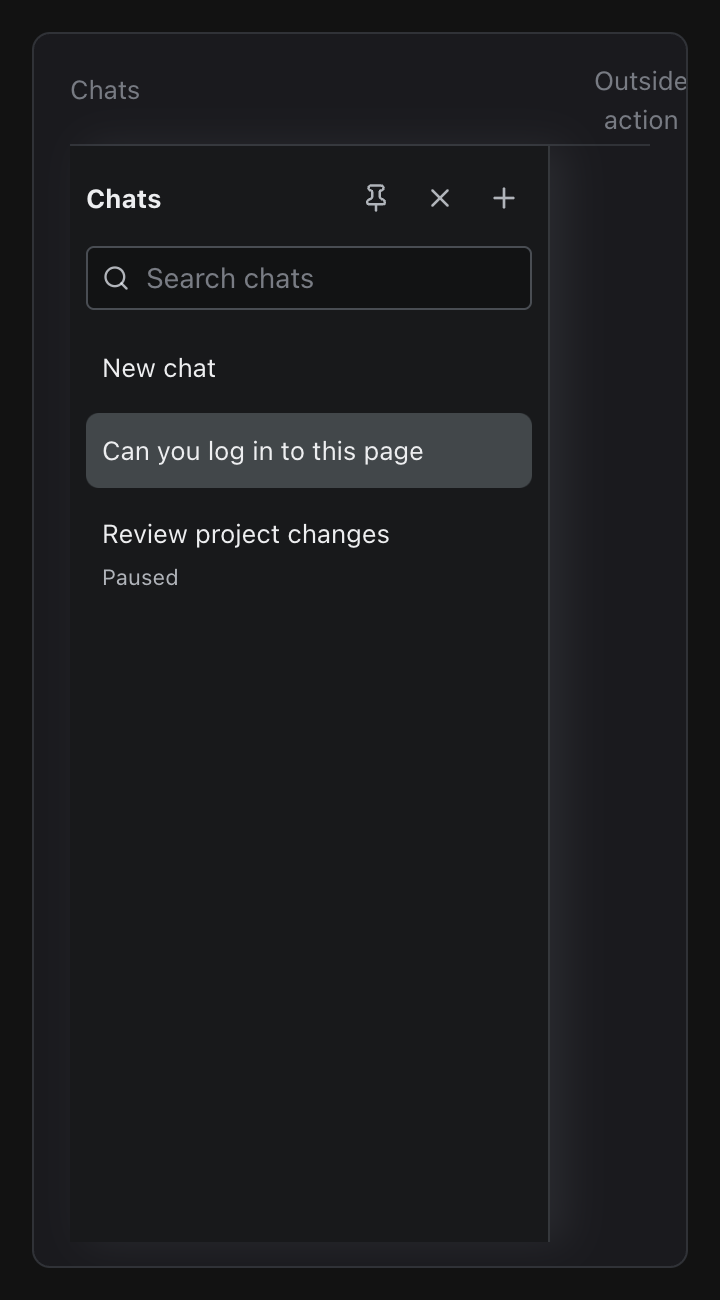 Chats
Outside
action
Chats
Search chats
New chat
Can you log in to this page
Review project changes
Paused